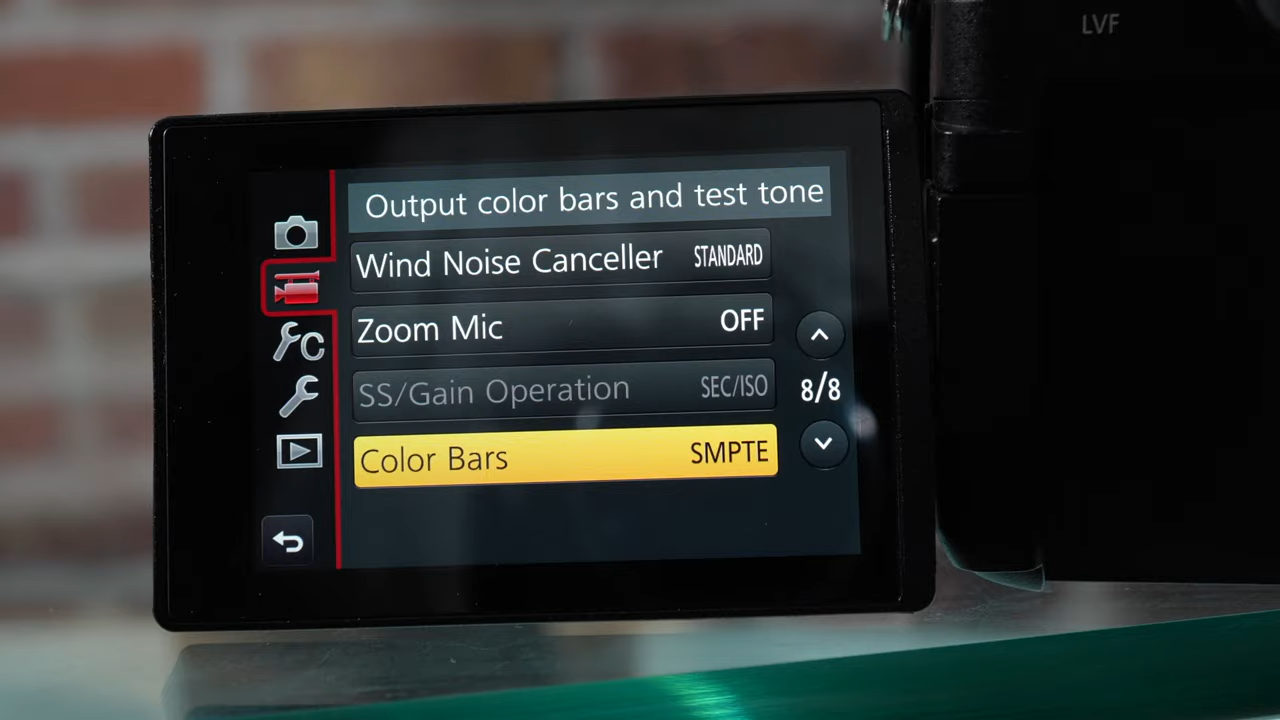 LVF
Output color bars and test tone
Wind Noise Canceller STANDARD
Zoom Mic OFF
SS/Gain Operation SEC/ISO
8/8
Color Bars SMPTE
C